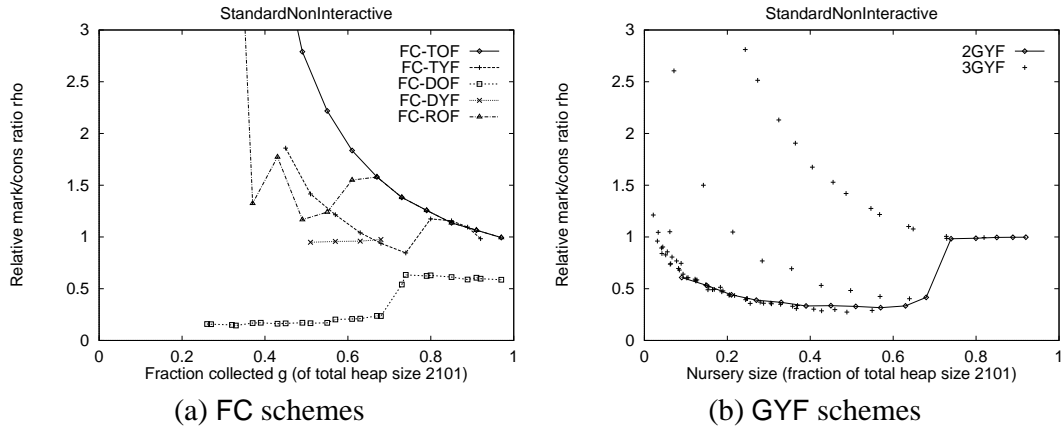 StandardNonInteractive
Relative mark/cons ratio rho
3
2.5
2
1.5
1
0.5
0
FC-TOF
FC-TYF
FC-DOF
FC-DYF
FC-ROF
0 0.2 0.4 0.6 0.8 1
Fraction collected g (of total heap size 2101)
(a) FC schemes
StandardNonInteractive
Relative mark/cons ratio rho
3
2.5
2
1.5
1
0.5
0
2GYF
3GYF
0 0.2 0.4 0.6 0.8 1
Nursery size (fraction of total heap size 2101)
(b) GYF schemes